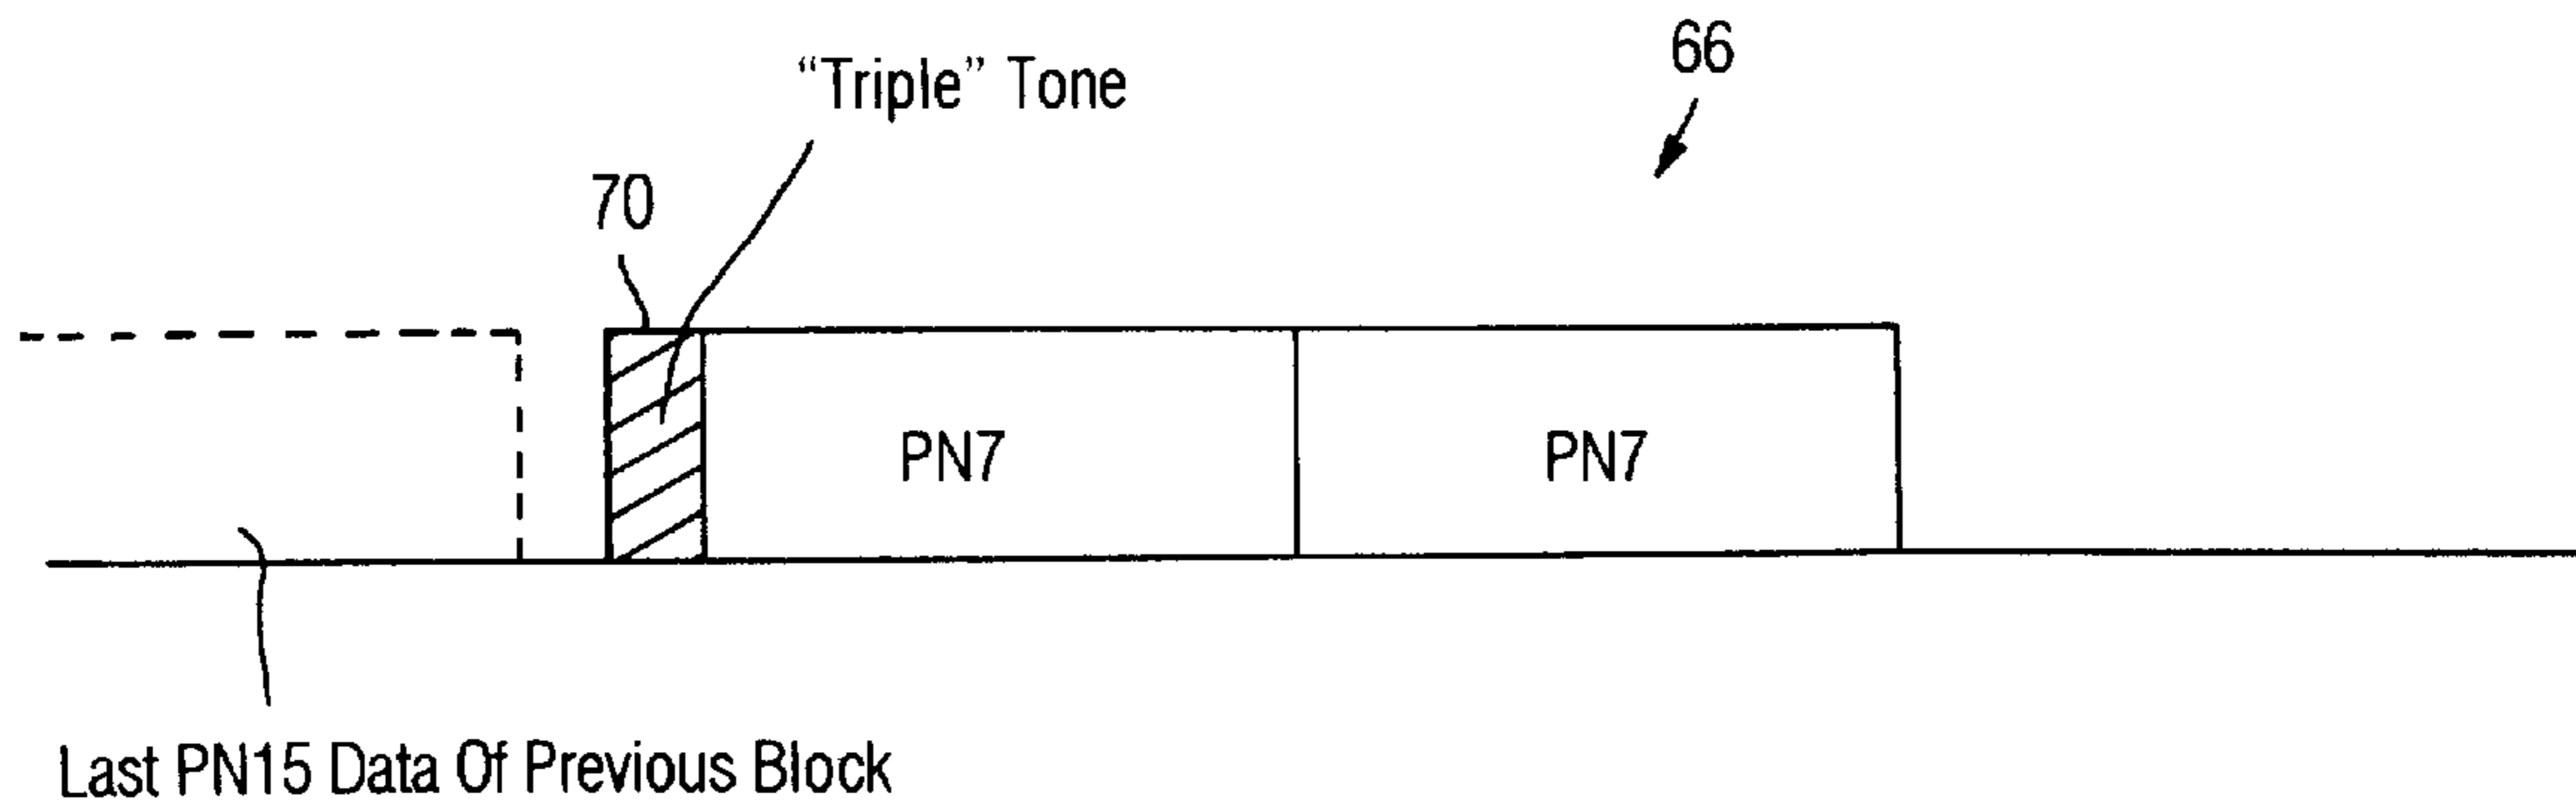 66
“Triple” Tone
70
PN7
PN7
Last PN15 Data Of Previous Block